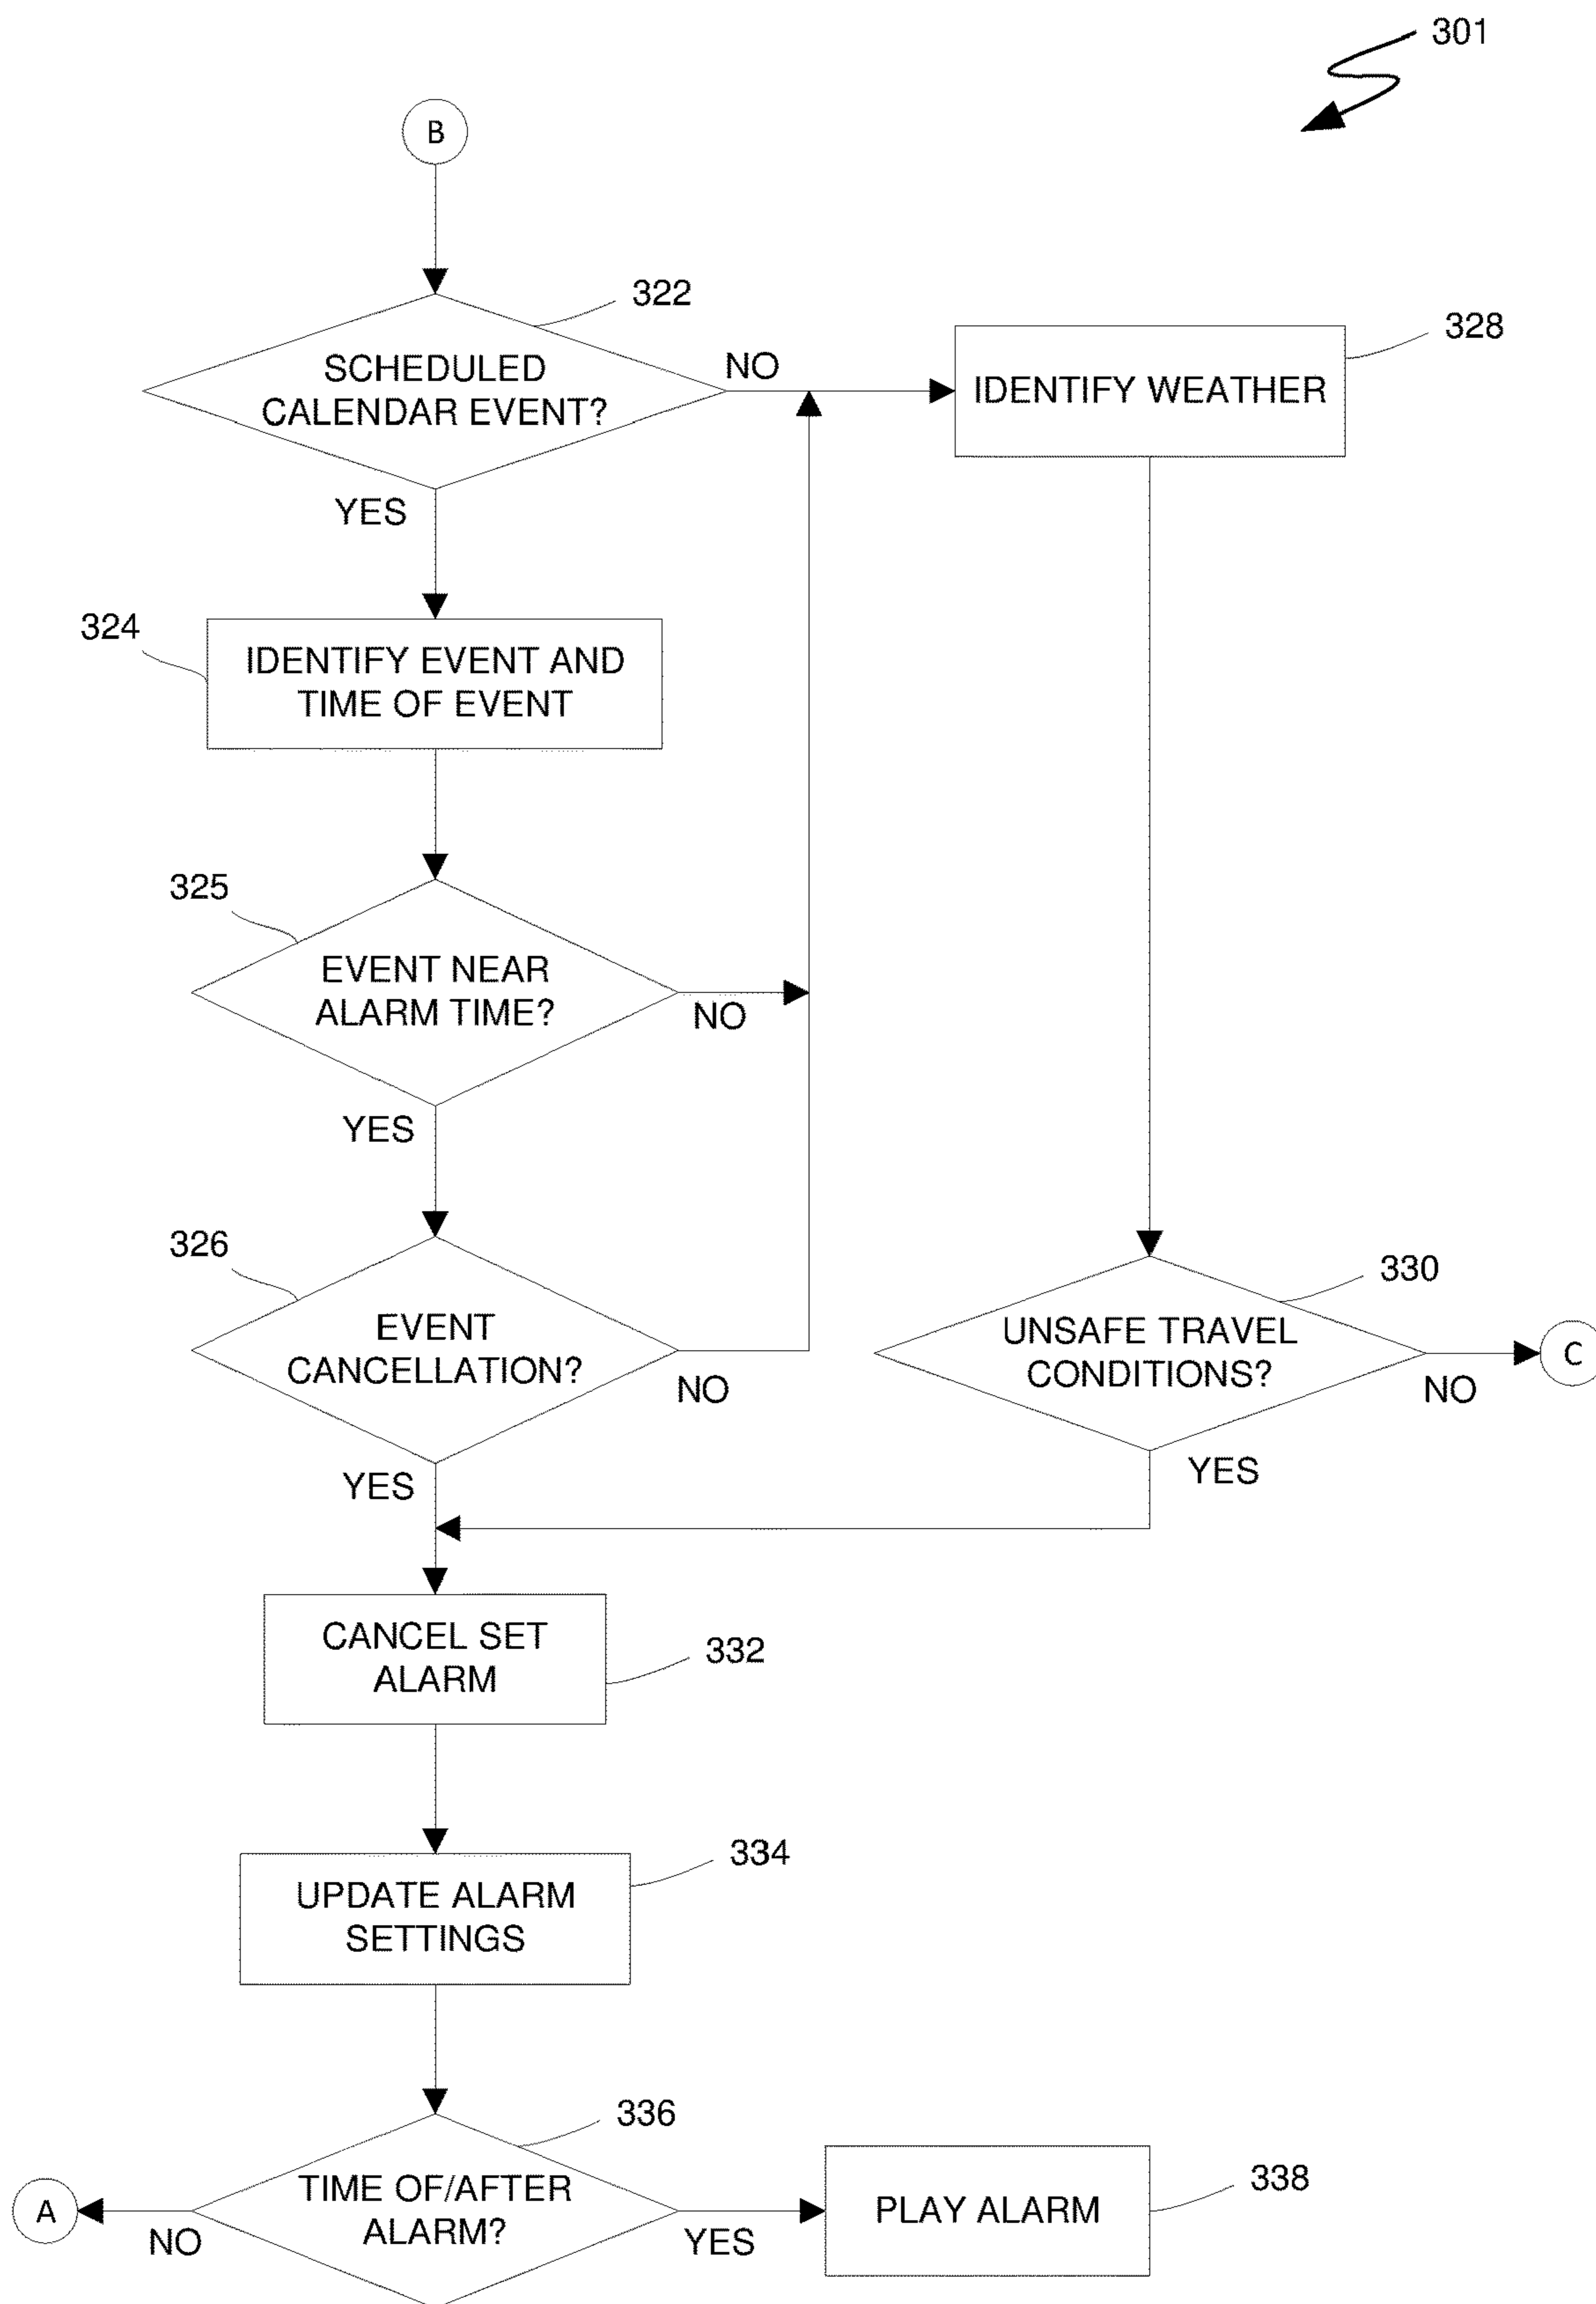 301
B
322
SCHEDULED
CALENDAR EVENT?
NO
328
IDENTIFY WEATHER
YES
324
IDENTIFY EVENT AND
TIME OF EVENT
325
EVENT NEAR
ALARM TIME?
NO
YES
326
EVENT
CANCELLATION?
NO
330
UNSAFE TRAVEL
CONDITIONS?
NO
C
YES
YES
CANCEL SET
ALARM
332
UPDATE ALARM
SETTINGS
334
336
TIME OF/AFTER
ALARM?
A
NO
YES
PLAY ALARM
338